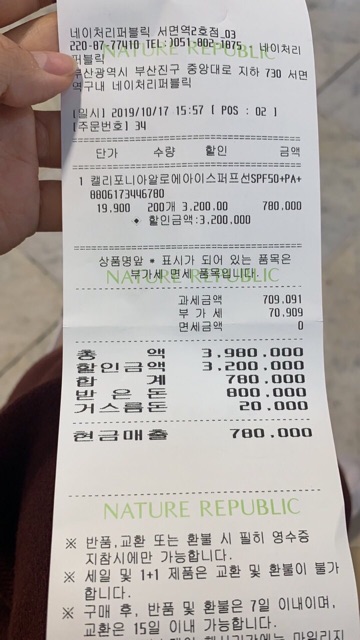 네이처리퍼블릭 서면역2호점_03
220-87-77410 TEL:)051-802-1875 네이처리
퍼블릭
부산광역시 부산진구 중앙대로 지하 730 서면
역구내 네이처리퍼블릭
NATURE REPUBLIC
[일시] 2019/10/17 15:57 [ POS : 02 ]
[주문번호] 34
단가 수량 할인 금액
1 캘리포니아알로에아이스퍼프선SPF50+PA+
8806173446780
19.900 200개 3.200.00 780.000
* 할인금액:3.200.000
상품명앞 * 표시가 되어 있는 품목은
부가세 면세 품목입니다.
NATURE REPUBLIC
과세금액 709.091
부 가 세 70.909
면세금액 0
총 액 3.980.000
할인금액 3.200.000
합 계 780.000
받 은 돈 800.000
거스름돈 20.000
현금매출 780.000
NATURE REPUBLIC
※ 반품,교환 또는 환불 시 필히 영수증
지참시에만 가능합니다.
※ 세일 및 1+1 제품은 교환 및 환불이 불가
합니다.
※ 구매 후, 반품 및 환불은 7일 이내이며,
교환은 15일 이내 가능합니다.